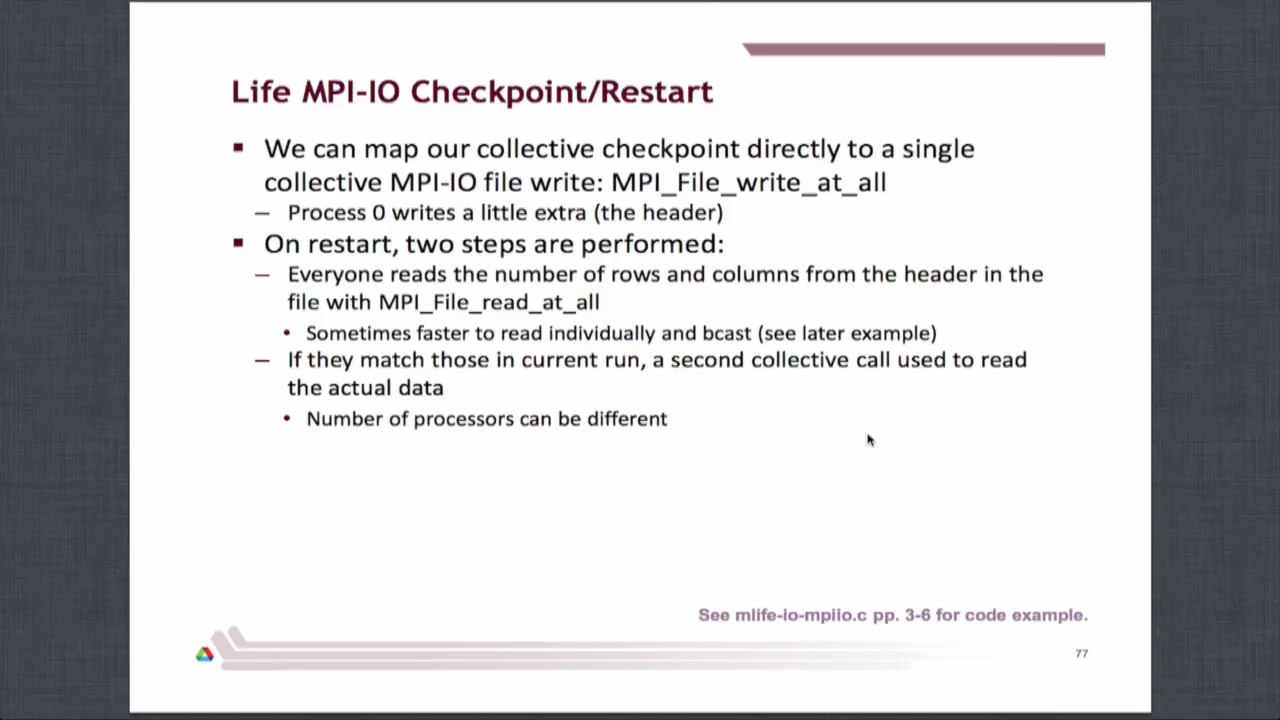 Life MPI-IO Checkpoint/Restart
▪ We can map our collective checkpoint directly to a single
collective MPI-IO file write: MPI_File_write_at_all
– Process 0 writes a little extra (the header)
▪ On restart, two steps are performed:
– Everyone reads the number of rows and columns from the header in the
file with MPI_File_read_at_all
• Sometimes faster to read individually and bcast (see later example)
– If they match those in current run, a second collective call used to read
the actual data
• Number of processors can be different
See mlife-io-mpiio.c pp. 3-6 for code example.
77